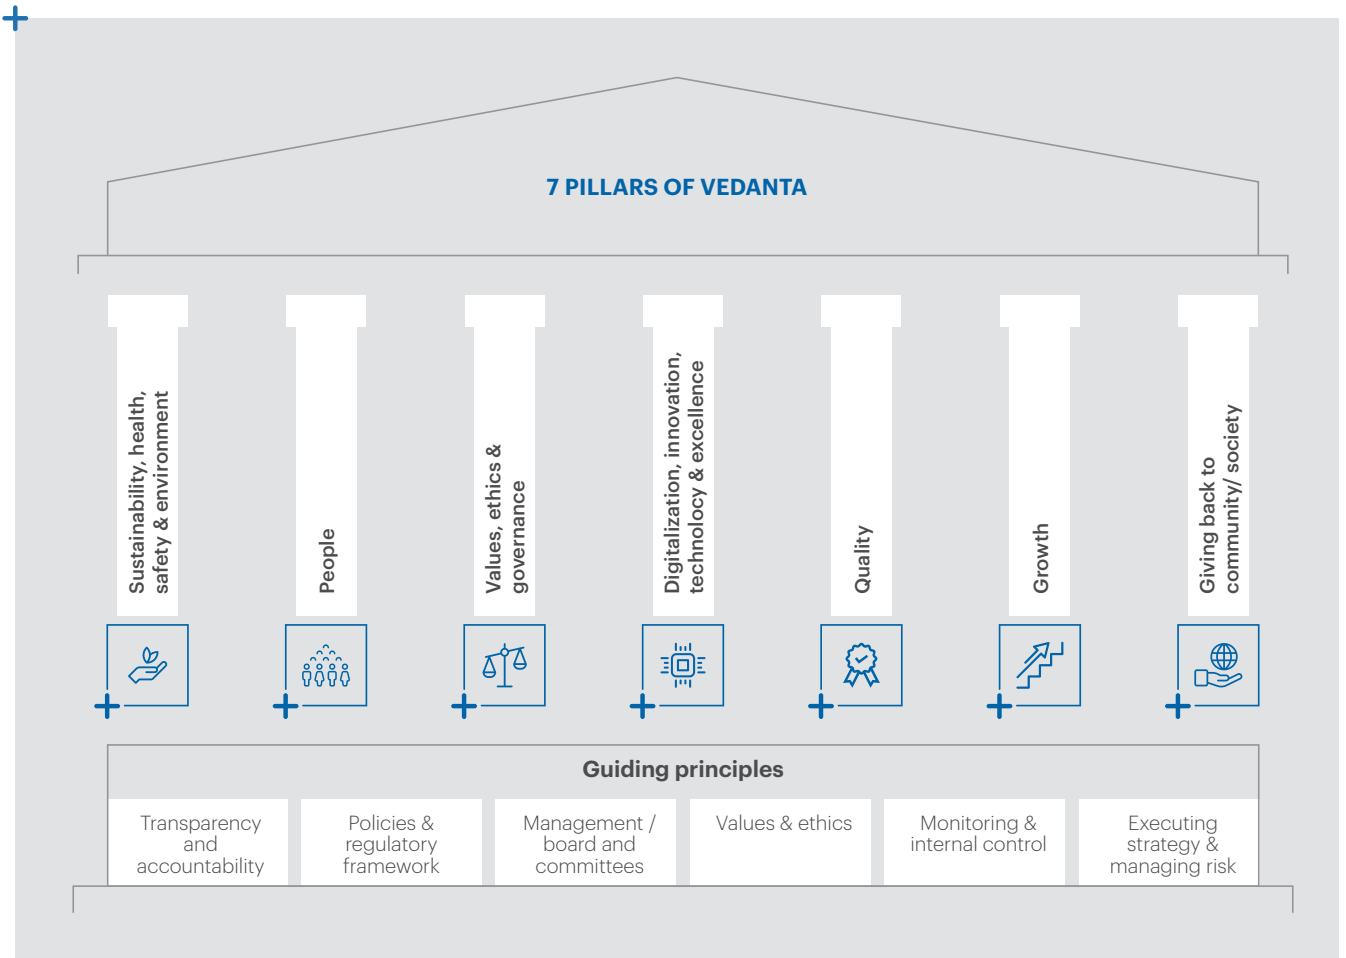 7 PILLARS OF VEDANTA
Sustainability, health,
safety & environment
People
Values, ethics &
governance
Digitalization, innovation,
technolocy & excellence
Quality
Growth
Giving back to
community/ society
Guiding principles
Transparency
and
accountability
Policies &
regulatory
framework
Management /
board and
committees
Values & ethics
Monitoring &
internal control
Executing
strategy &
managing risk